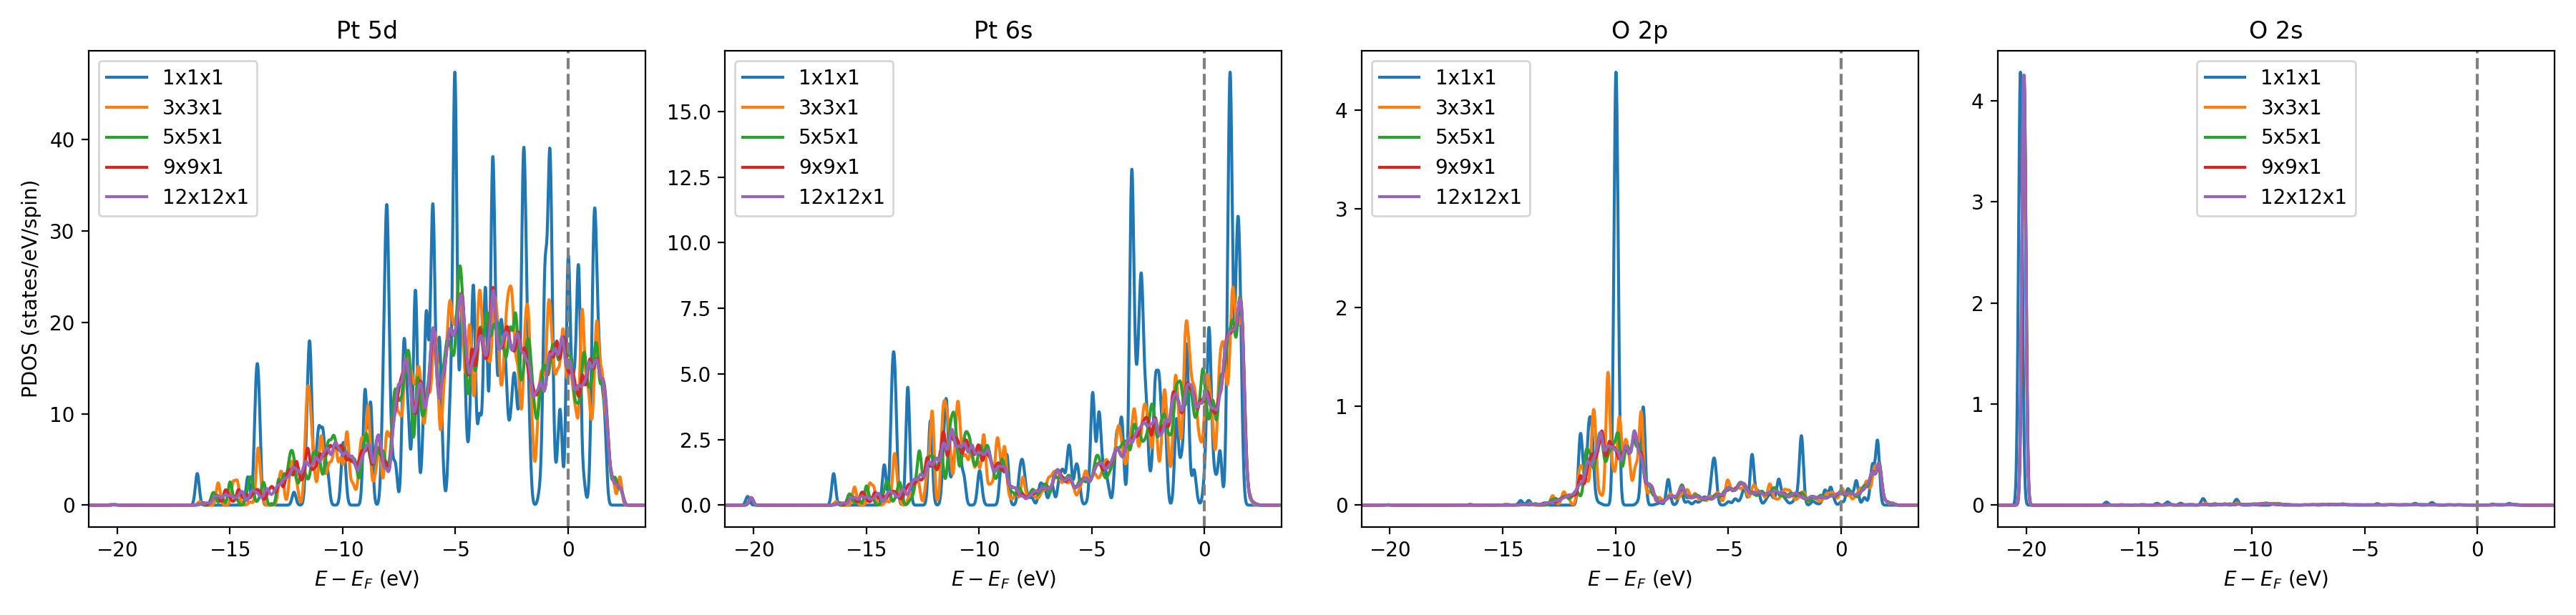 Pt 5d
PDOS (states/eV/spin)
40
30
20
10
0
1x1x1
3x3x1
5x5x1
9x9x1
12x12x1
−20 −15 −10 −5 0
E − E_F (eV)
Pt 6s
15.0
12.5
10.0
7.5
5.0
2.5
0.0
1x1x1
3x3x1
5x5x1
9x9x1
12x12x1
−20 −15 −10 −5 0
E − E_F (eV)
O 2p
4
3
2
1
0
1x1x1
3x3x1
5x5x1
9x9x1
12x12x1
−20 −15 −10 −5 0
E − E_F (eV)
O 2s
4
3
2
1
0
1x1x1
3x3x1
5x5x1
9x9x1
12x12x1
−20 −15 −10 −5 0
E − E_F (eV)